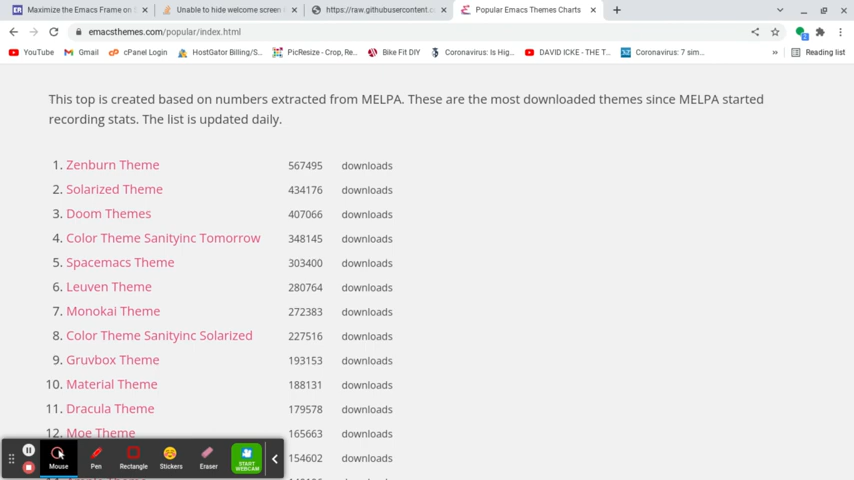 Maximize the Emacs Frame on S
Unable to hide welcome screen
https://raw.githubusercontent.c
Popular Emacs Themes Charts
emacsthemes.com/popular/index.html
YouTube
Gmail
cPanel Login
HostGator Billing/S...
PicResize - Crop, Re...
Bike Fit DIY
Coronavirus: Is Hig...
DAVID ICKE - THE T...
Coronavirus: 7 sim...
»
Reading list
This top is created based on numbers extracted from MELPA. These are the most downloaded themes since MELPA started
recording stats. The list is updated daily.
1. Zenburn Theme 567495 downloads
2. Solarized Theme 434176 downloads
3. Doom Themes 407066 downloads
4. Color Theme Sanityinc Tomorrow 348145 downloads
5. Spacemacs Theme 303400 downloads
6. Leuven Theme 280764 downloads
7. Monokai Theme 272383 downloads
8. Color Theme Sanityinc Solarized 227516 downloads
9. Gruvbox Theme 193153 downloads
10. Material Theme 188131 downloads
11. Dracula Theme 179578 downloads
12. Moe Theme 165663 downloads
154602 downloads
Mouse
Pen
Rectangle
Stickers
Eraser
START
WEBCAM